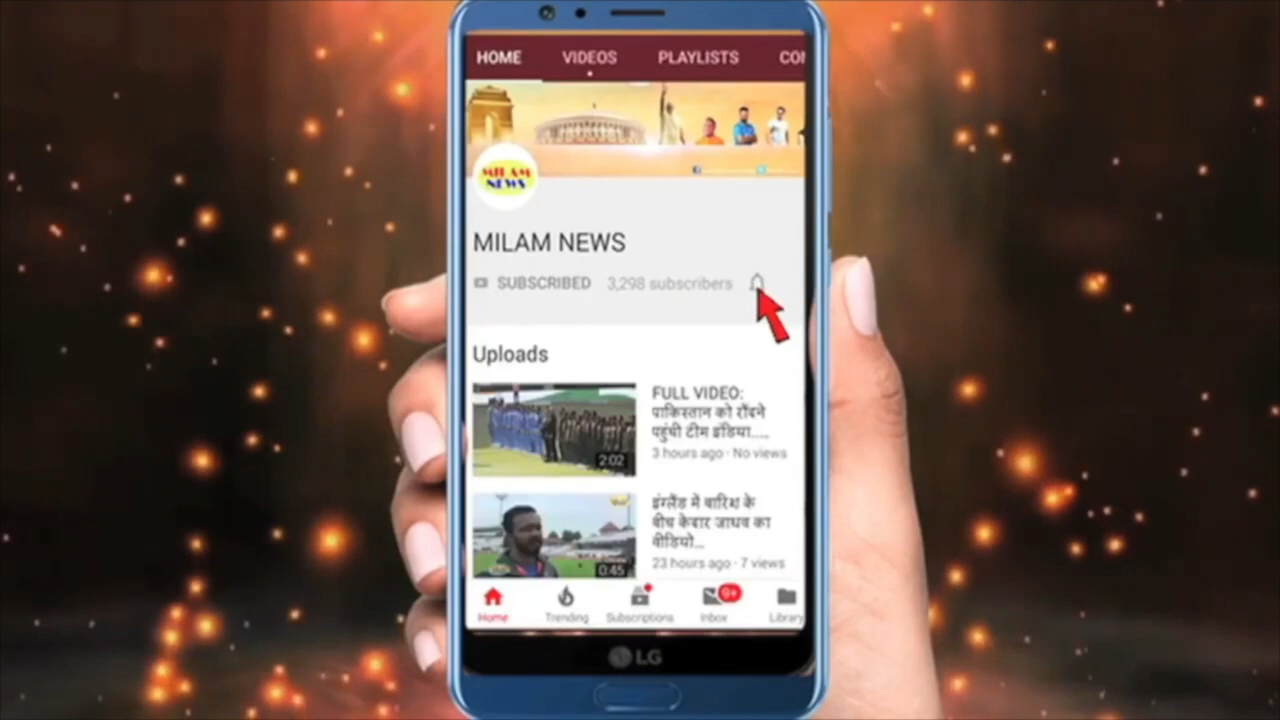 HOME VIDEOS PLAYLISTS CON
MILAM
NEWS
MILAM NEWS
SUBSCRIBED 3,298 subscribers
Uploads
FULL VIDEO:
पाकिस्तान को रौंदने
पहुंची टीम इंडिया.....
3 hours ago · No views
2:02
इंग्लैंड में बारिश के
बीच केदार जाधव का
वीडियो...
23 hours ago · 7 views
0:45
9+
Home Trending Subscriptions Inbox Library
LG